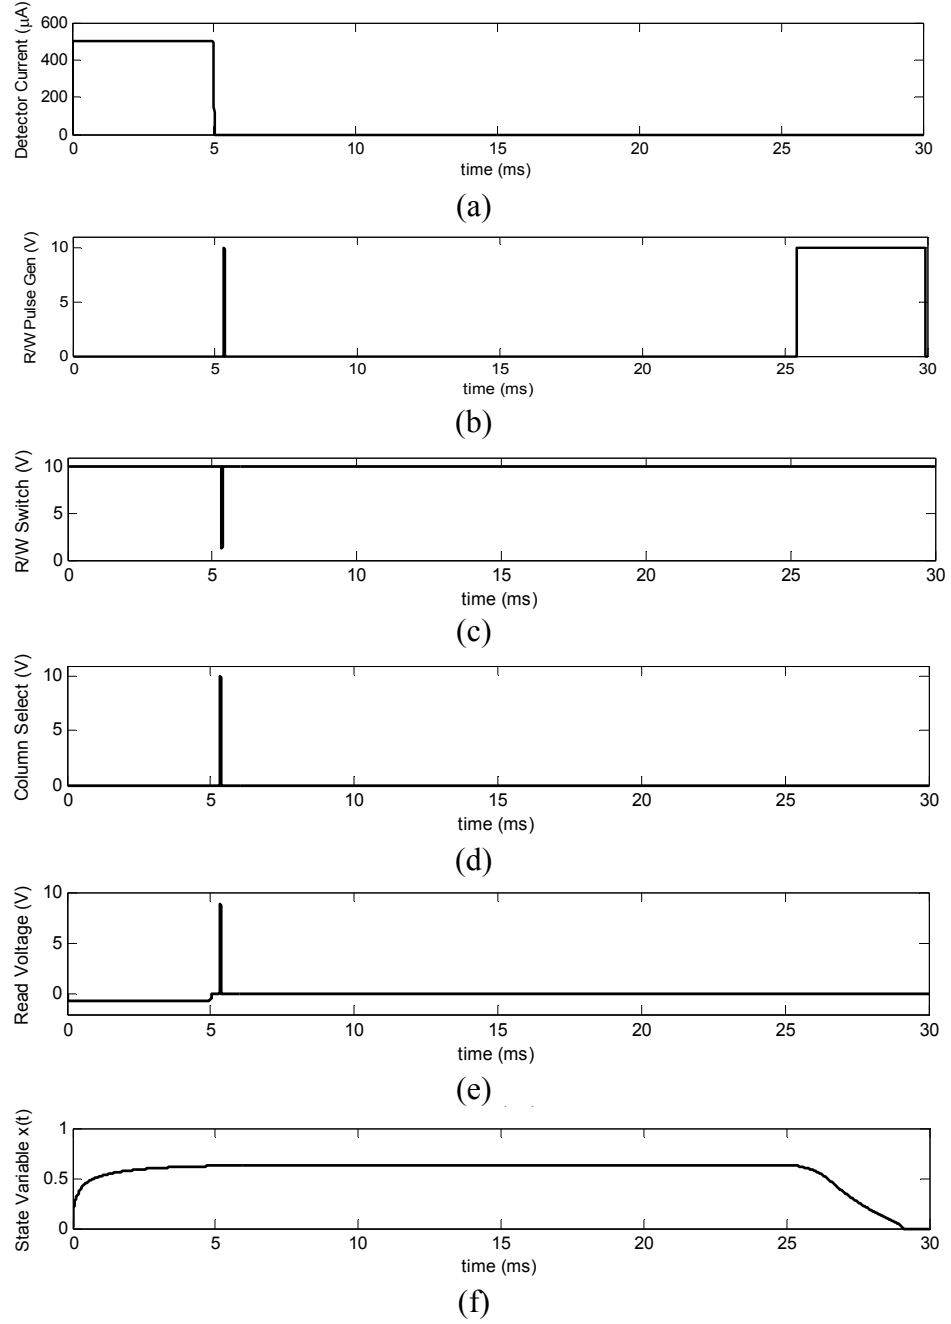 600
400
200
0
Detector Current (μA)
0 5 10 15 20 25 30
time (ms)
(a)
10
5
0
R/W Pulse Gen (V)
0 5 10 15 20 25 30
time (ms)
(b)
10
5
0
R/W Switch (V)
0 5 10 15 20 25 30
time (ms)
(c)
10
5
0
Column Select (V)
0 5 10 15 20 25 30
time (ms)
(d)
10
5
0
Read Voltage (V)
0 5 10 15 20 25 30
time (ms)
(e)
1
0.5
0
State Variable x(t)
0 5 10 15 20 25 30
time (ms)
(f)